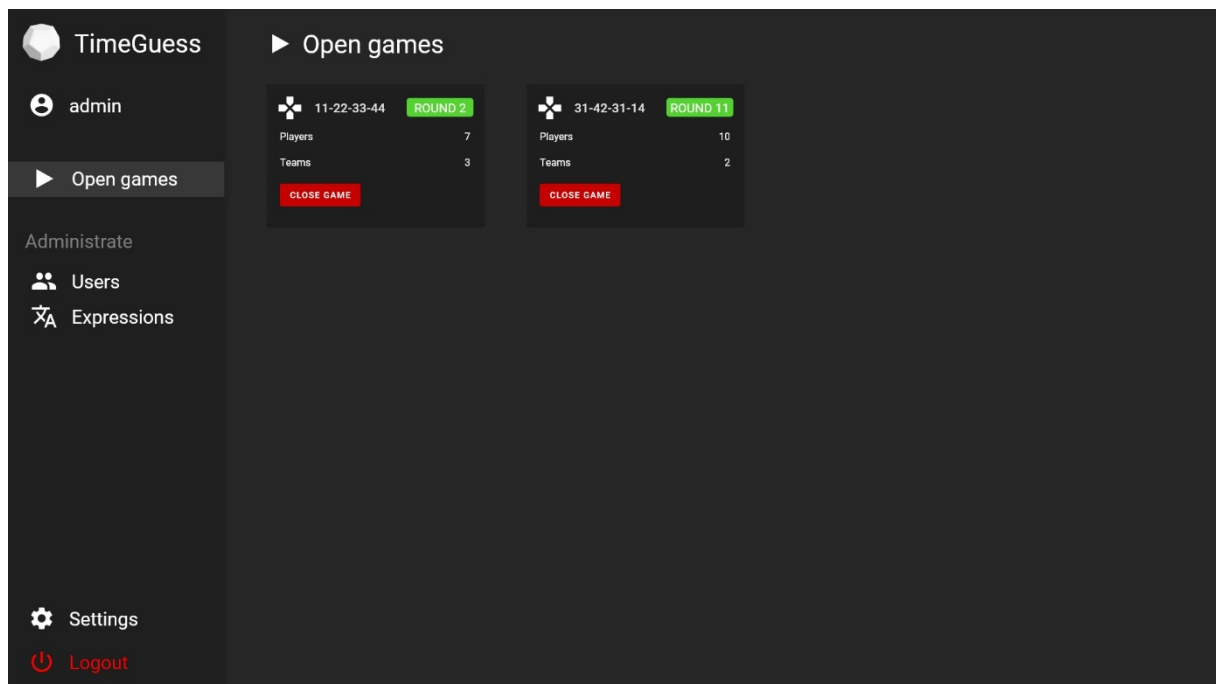 TimeGuess
admin
Open games
Administrate
Users
Expressions
Settings
Logout
Open games
11-22-33-44 ROUND 2
Players 7
Teams 3
CLOSE GAME
31-42-31-14 ROUND 11
Players 10
Teams 2
CLOSE GAME